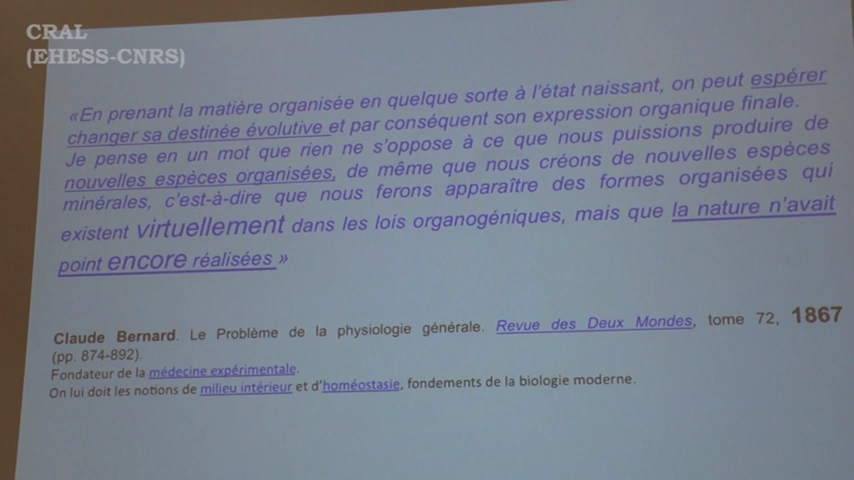 CRAL
(EHESS-CNRS)
«En prenant la matière organisée en quelque sorte à l'état naissant, on peut espérer
changer sa destinée évolutive et par conséquent son expression organique finale.
Je pense en un mot que rien ne s'oppose à ce que nous puissions produire de
nouvelles espèces organisées, de même que nous créons de nouvelles espèces
minérales, c'est-à-dire que nous ferons apparaître des formes organisées qui
existent virtuellement dans les lois organogéniques, mais que la nature n'avait
point encore réalisées »
Claude Bernard. Le Problème de la physiologie générale. Revue des Deux Mondes, tome 72, 1867
(pp. 874-892).
Fondateur de la médecine expérimentale.
On lui doit les notions de milieu intérieur et d'homéostasie, fondements de la biologie moderne.